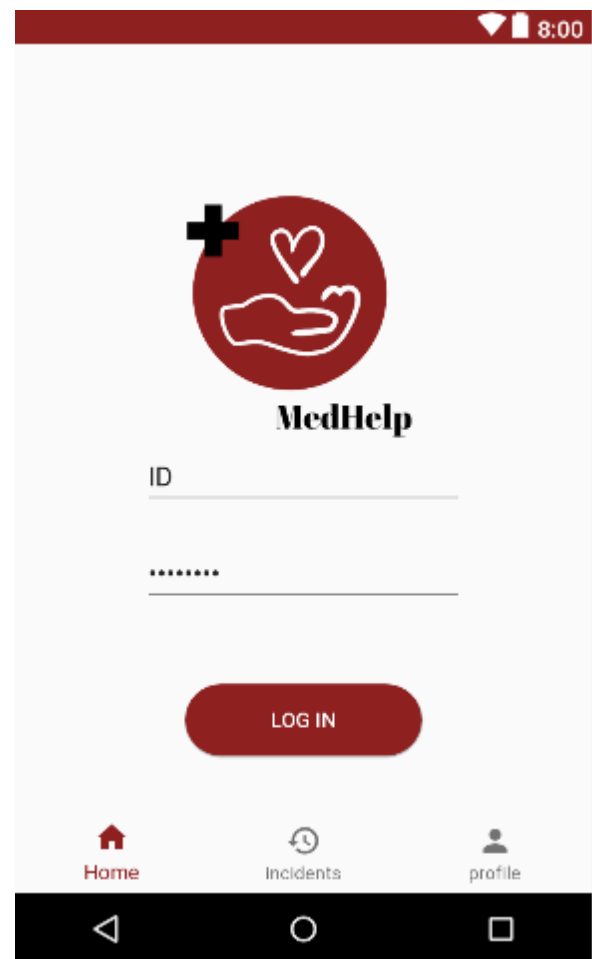 8:00
MedHelp
ID
••••••••
LOG IN
Home Incidents profile